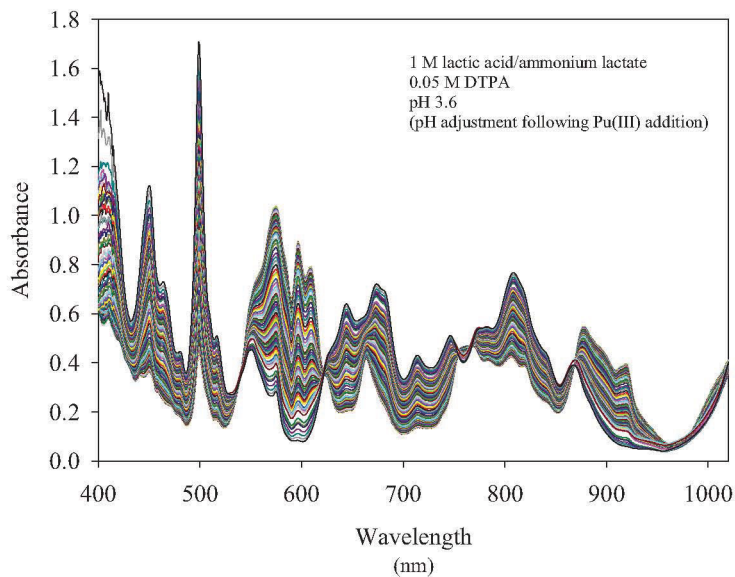 1.8
1.6
1.4
1.2
1.0
0.8
0.6
0.4
0.2
0.0
Absorbance
1 M lactic acid/ammonium lactate
0.05 M DTPA
pH 3.6
(pH adjustment following Pu(III) addition)
400 500 600 700 800 900 1000
Wavelength
(nm)